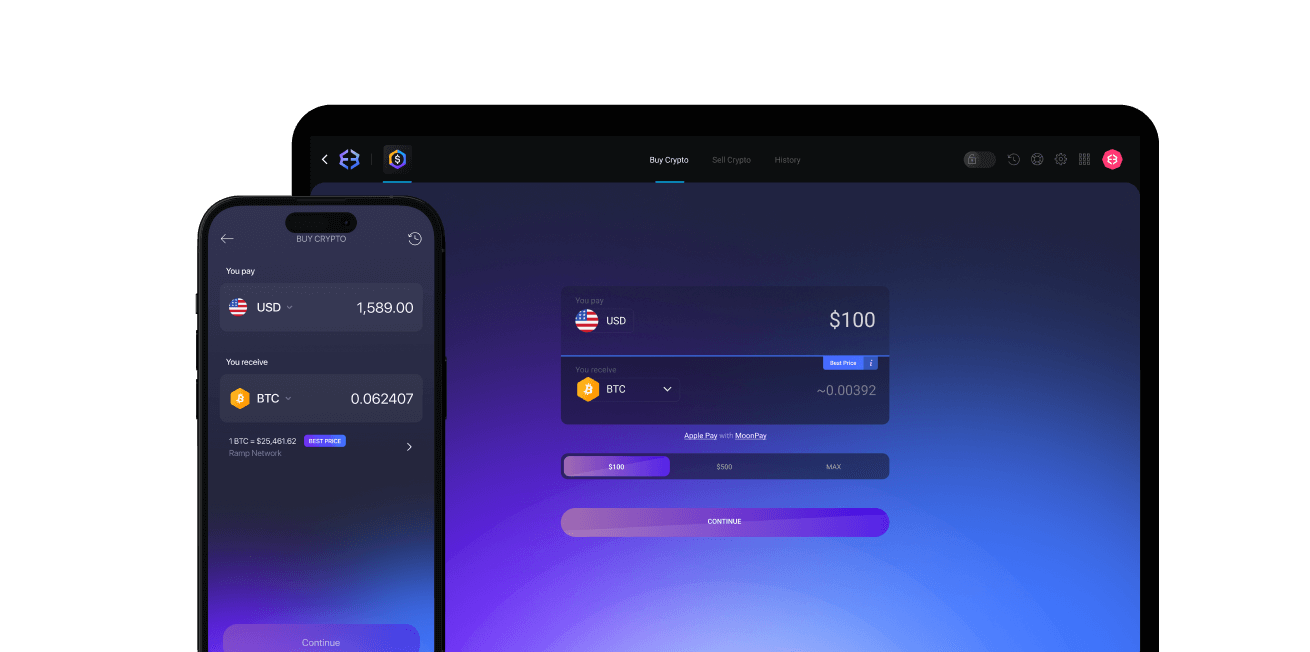 Buy Crypto
Sell Crypto
History
BUY CRYPTO
You pay
USD
1,589.00
You receive
BTC
0.062407
1 BTC = $25,461.62
BEST PRICE
Ramp Network
Continue
You pay
USD
$100
Best Price i
You receive
BTC
~0.00392
Apple Pay with MoonPay
$100
$500
MAX
CONTINUE